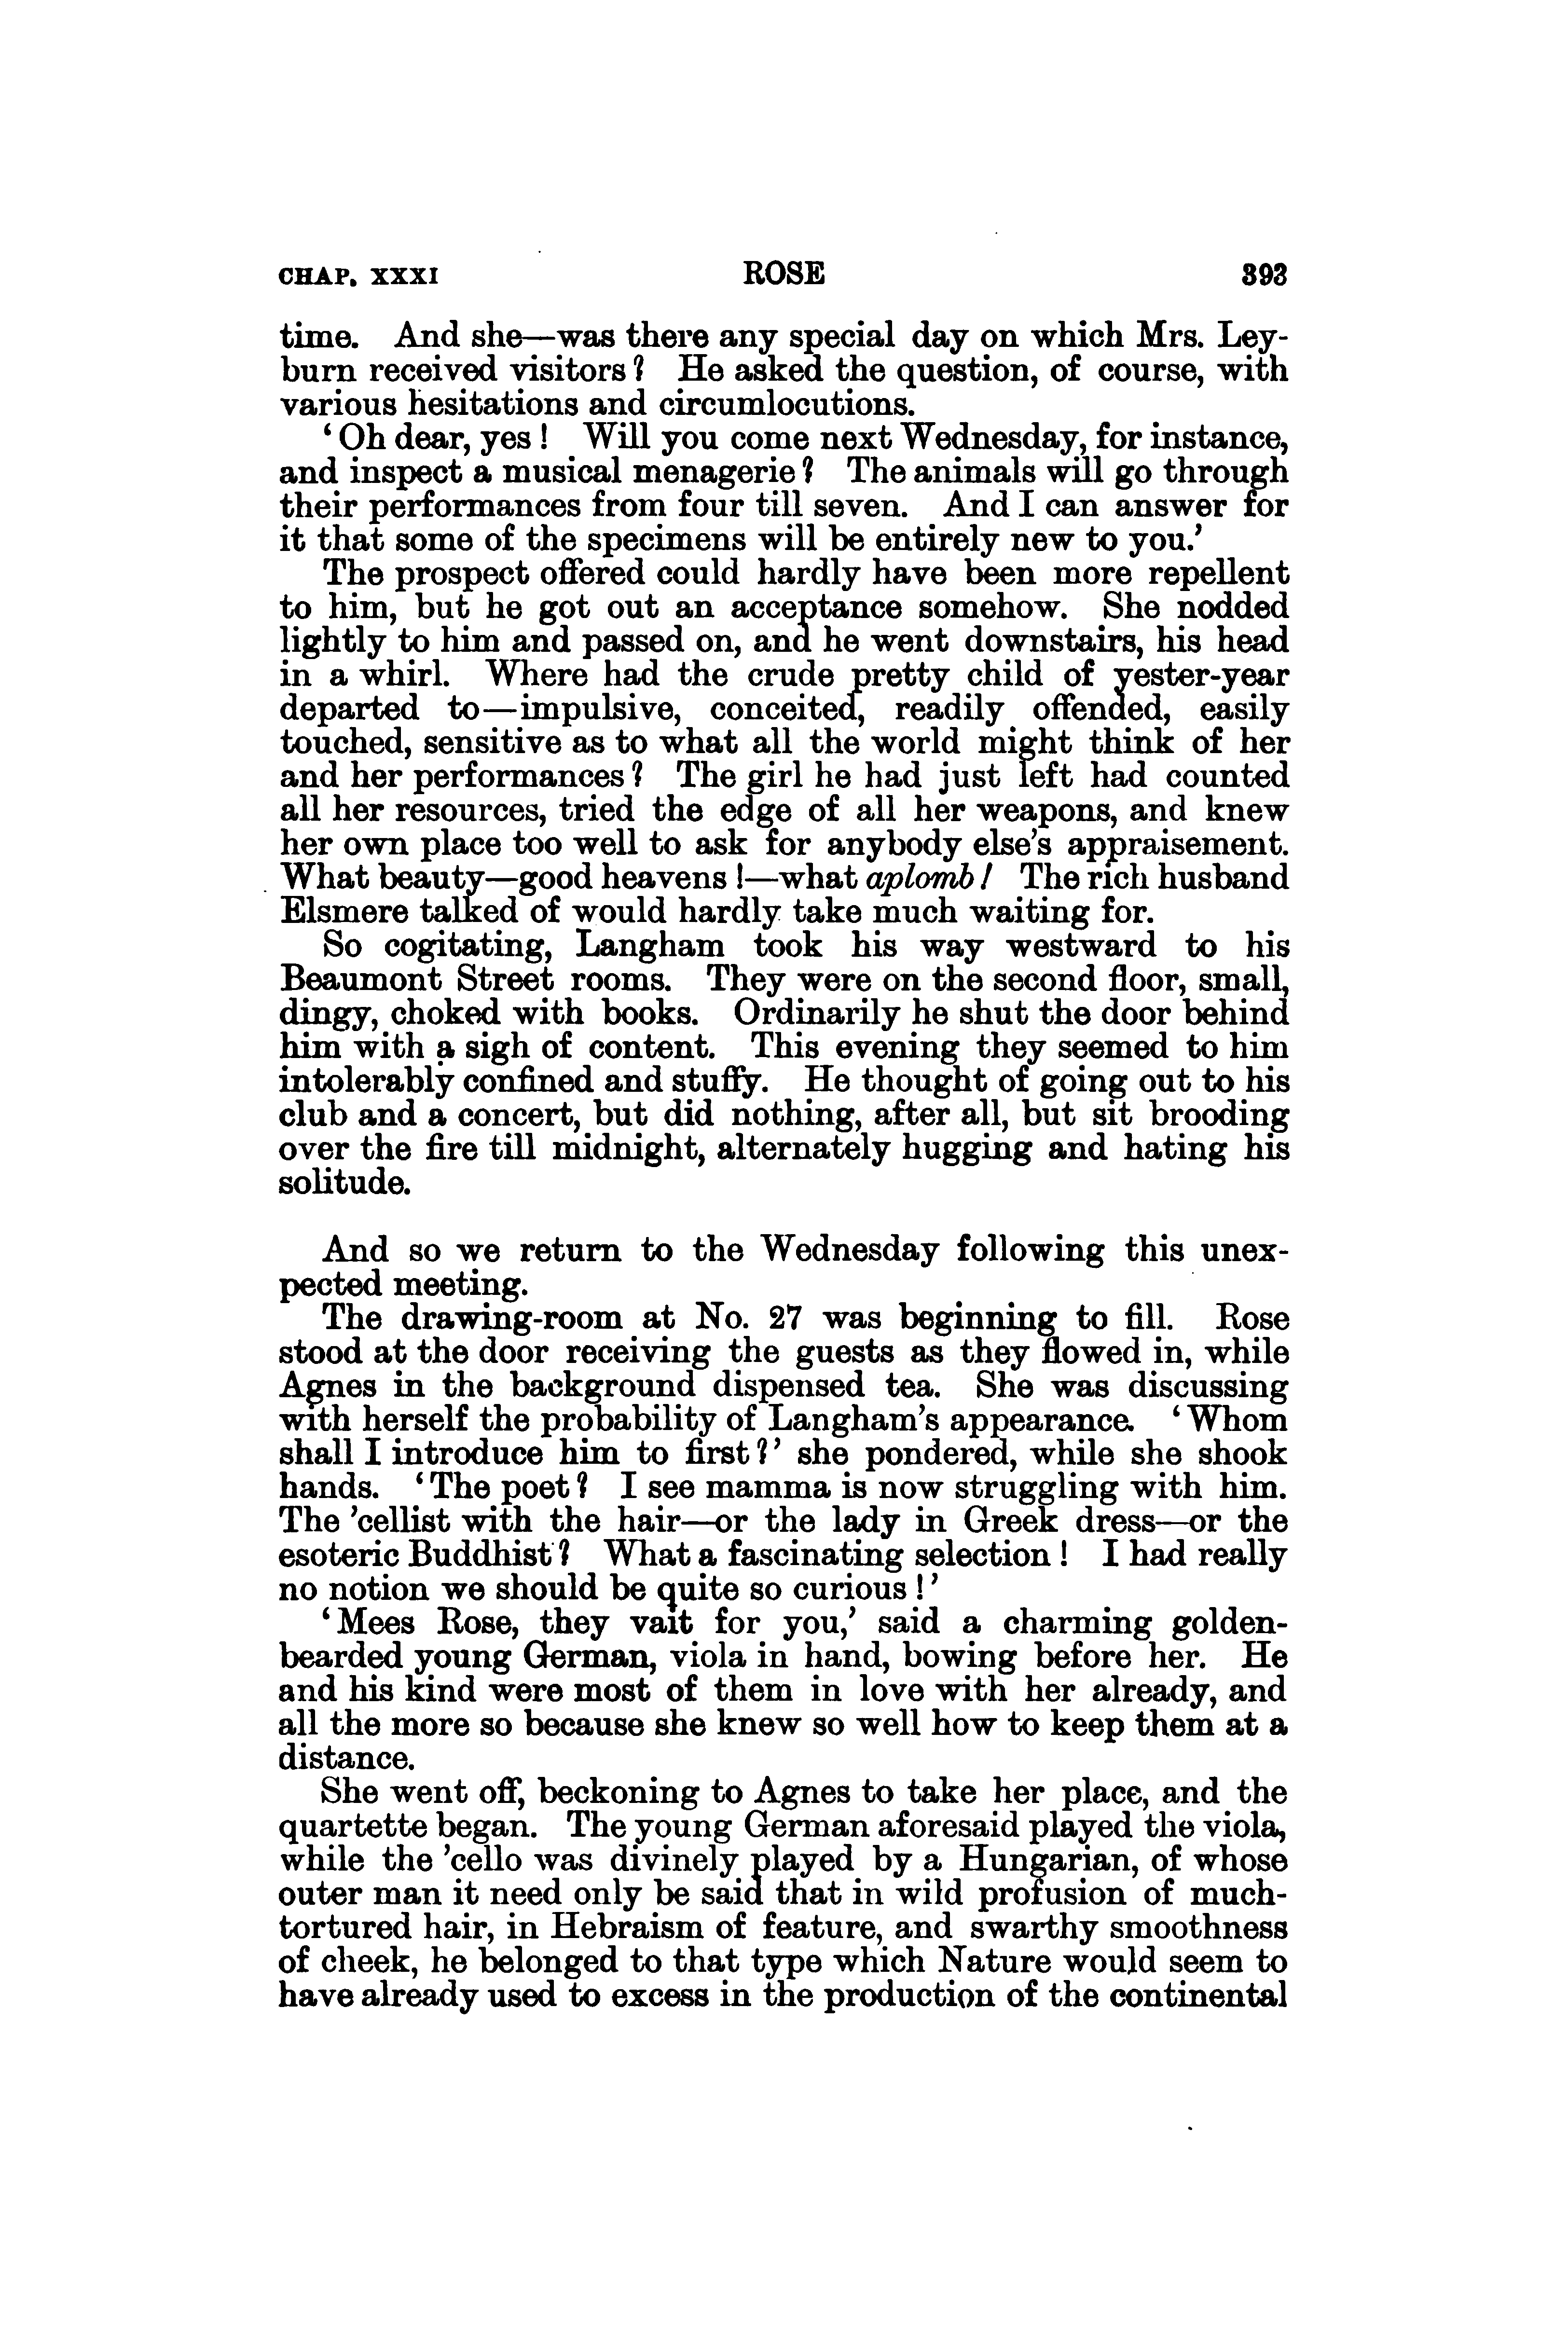 CHAP. XXXI ROSE 393
time. And she—was there any special day on which Mrs. Ley-
burn received visitors? He asked the question, of course, with
various hesitations and circumlocutions.
‘Oh dear, yes! Will you come next Wednesday, for instance,
and inspect a musical menagerie? The animals will go through
their performances from four till seven. And I can answer for
it that some of the specimens will be entirely new to you.’
The prospect offered could hardly have been more repellent
to him, but he got out an acceptance somehow. She nodded
lightly to him and passed on, and he went downstairs, his head
in a whirl. Where had the crude pretty child of yester-year
departed to—impulsive, conceited, readily offended, easily
touched, sensitive as to what all the world might think of her
and her performances? The girl he had just left had counted
all her resources, tried the edge of all her weapons, and knew
her own place too well to ask for anybody else’s appraisement.
What beauty—good heavens!—what aplomb! The rich husband
Elsmere talked of would hardly take much waiting for.
So cogitating, Langham took his way westward to his
Beaumont Street rooms. They were on the second floor, small,
dingy, choked with books. Ordinarily he shut the door behind
him with a sigh of content. This evening they seemed to him
intolerably confined and stuffy. He thought of going out to his
club and a concert, but did nothing, after all, but sit brooding
over the fire till midnight, alternately hugging and hating his
solitude.
And so we return to the Wednesday following this unex-
pected meeting.
The drawing-room at No. 27 was beginning to fill. Rose
stood at the door receiving the guests as they flowed in, while
Agnes in the background dispensed tea. She was discussing
with herself the probability of Langham’s appearance. ‘Whom
shall I introduce him to first?’ she pondered, while she shook
hands. ‘The poet? I see mamma is now struggling with him.
The ’cellist with the hair—or the lady in Greek dress—or the
esoteric Buddhist? What a fascinating selection! I had really
no notion we should be quite so curious!’
‘Mees Rose, they vait for you,’ said a charming golden-
bearded young German, viola in hand, bowing before her. He
and his kind were most of them in love with her already, and
all the more so because she knew so well how to keep them at a
distance.
She went off, beckoning to Agnes to take her place, and the
quartette began. The young German aforesaid played the viola,
while the ’cello was divinely played by a Hungarian, of whose
outer man it need only be said that in wild profusion of much-
tortured hair, in Hebraism of feature, and swarthy smoothness
of cheek, he belonged to that type which Nature would seem to
have already used to excess in the production of the continental